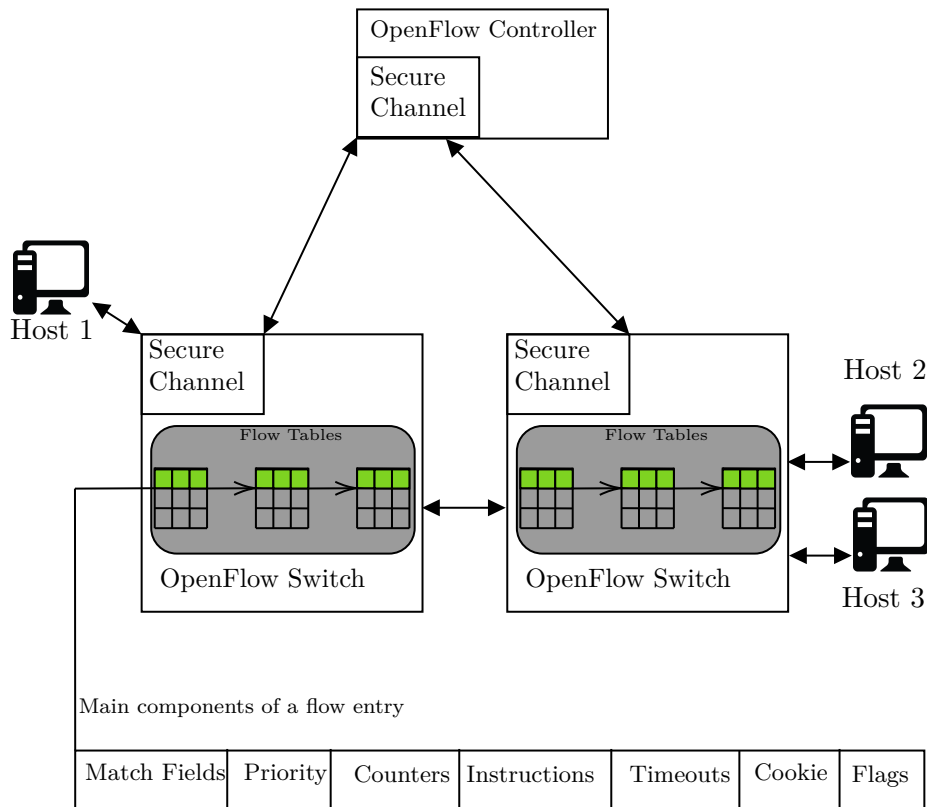 OpenFlow Controller
Secure
Channel
Host 1
Secure
Channel
Flow Tables
OpenFlow Switch
Secure
Channel
Flow Tables
OpenFlow Switch
Host 2
Host 3
Main components of a flow entry
Match Fields Priority Counters Instructions Timeouts Cookie Flags